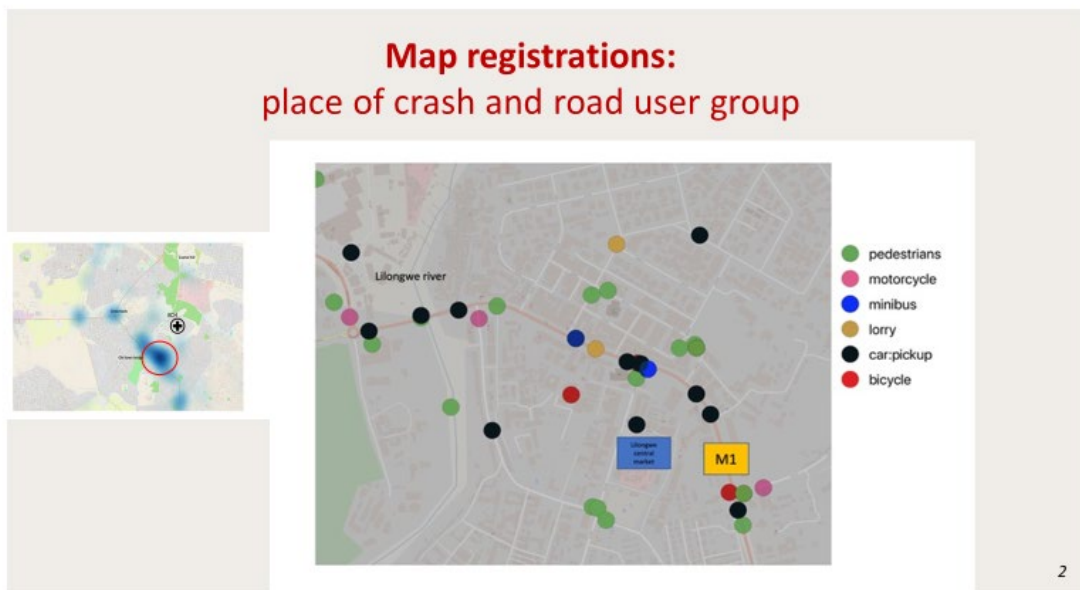 Map registrations:
place of crash and road user group
Lilongwe river
Lilongwe
central
market
M1
pedestrians
motorcycle
minibus
lorry
car:pickup
bicycle
2